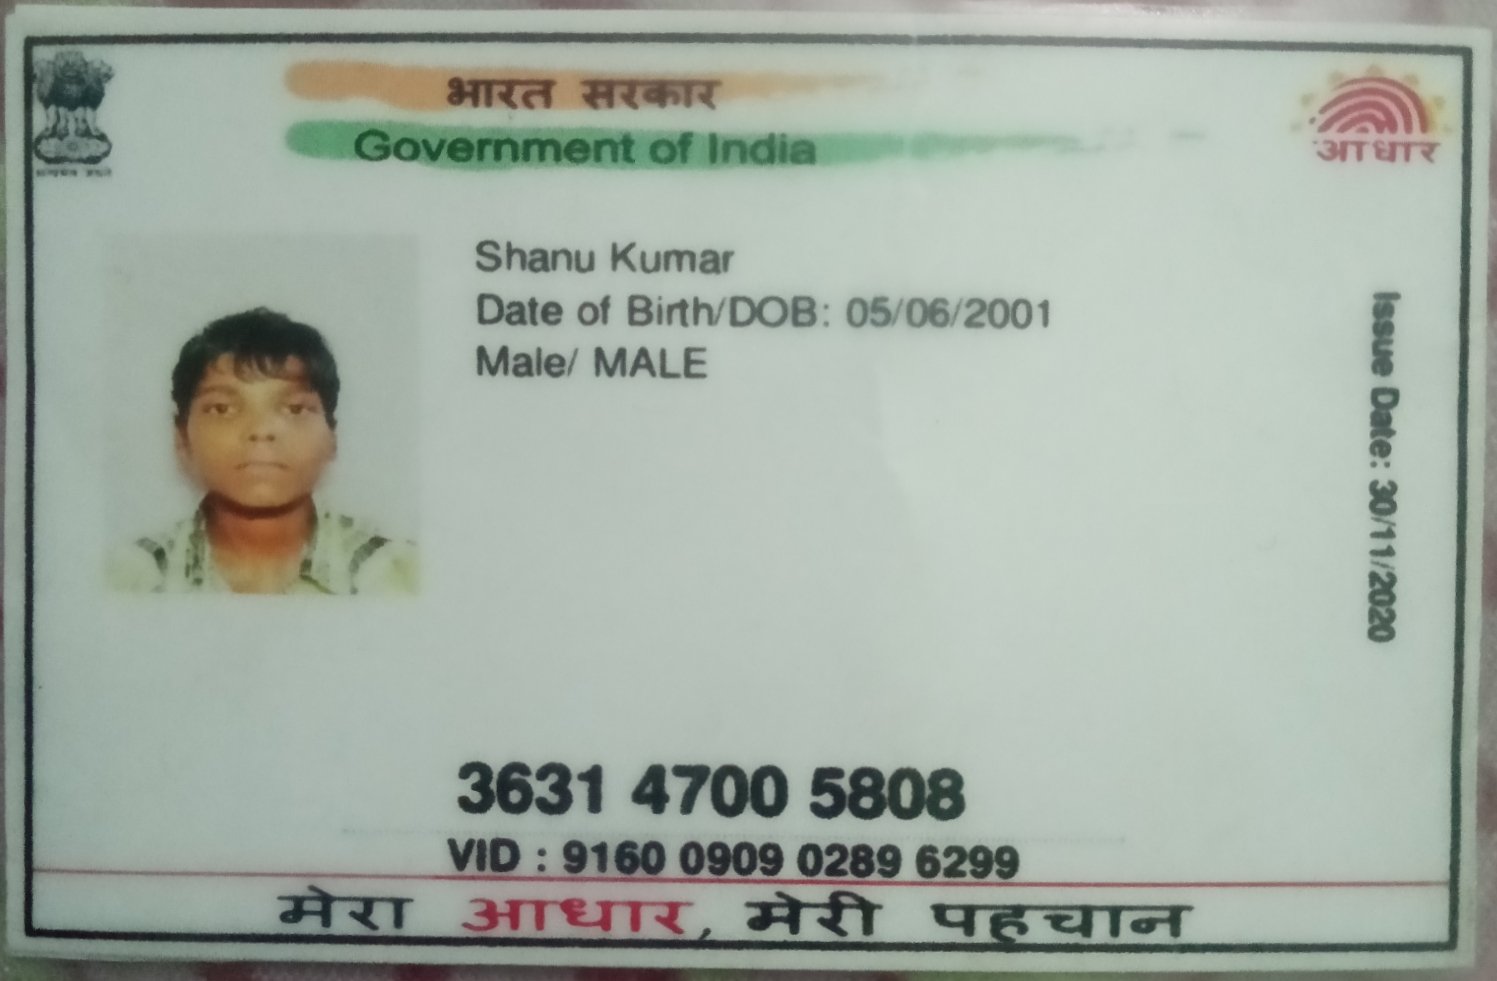 भारत सरकार
Government of India
आधार
Shanu Kumar
Date of Birth/DOB: 05/06/2001
Male/ MALE
Issue Date: 30/11/2020
3631 4700 5808
VID : 9160 0909 0289 6299
मेरा आधार, मेरी पहचान